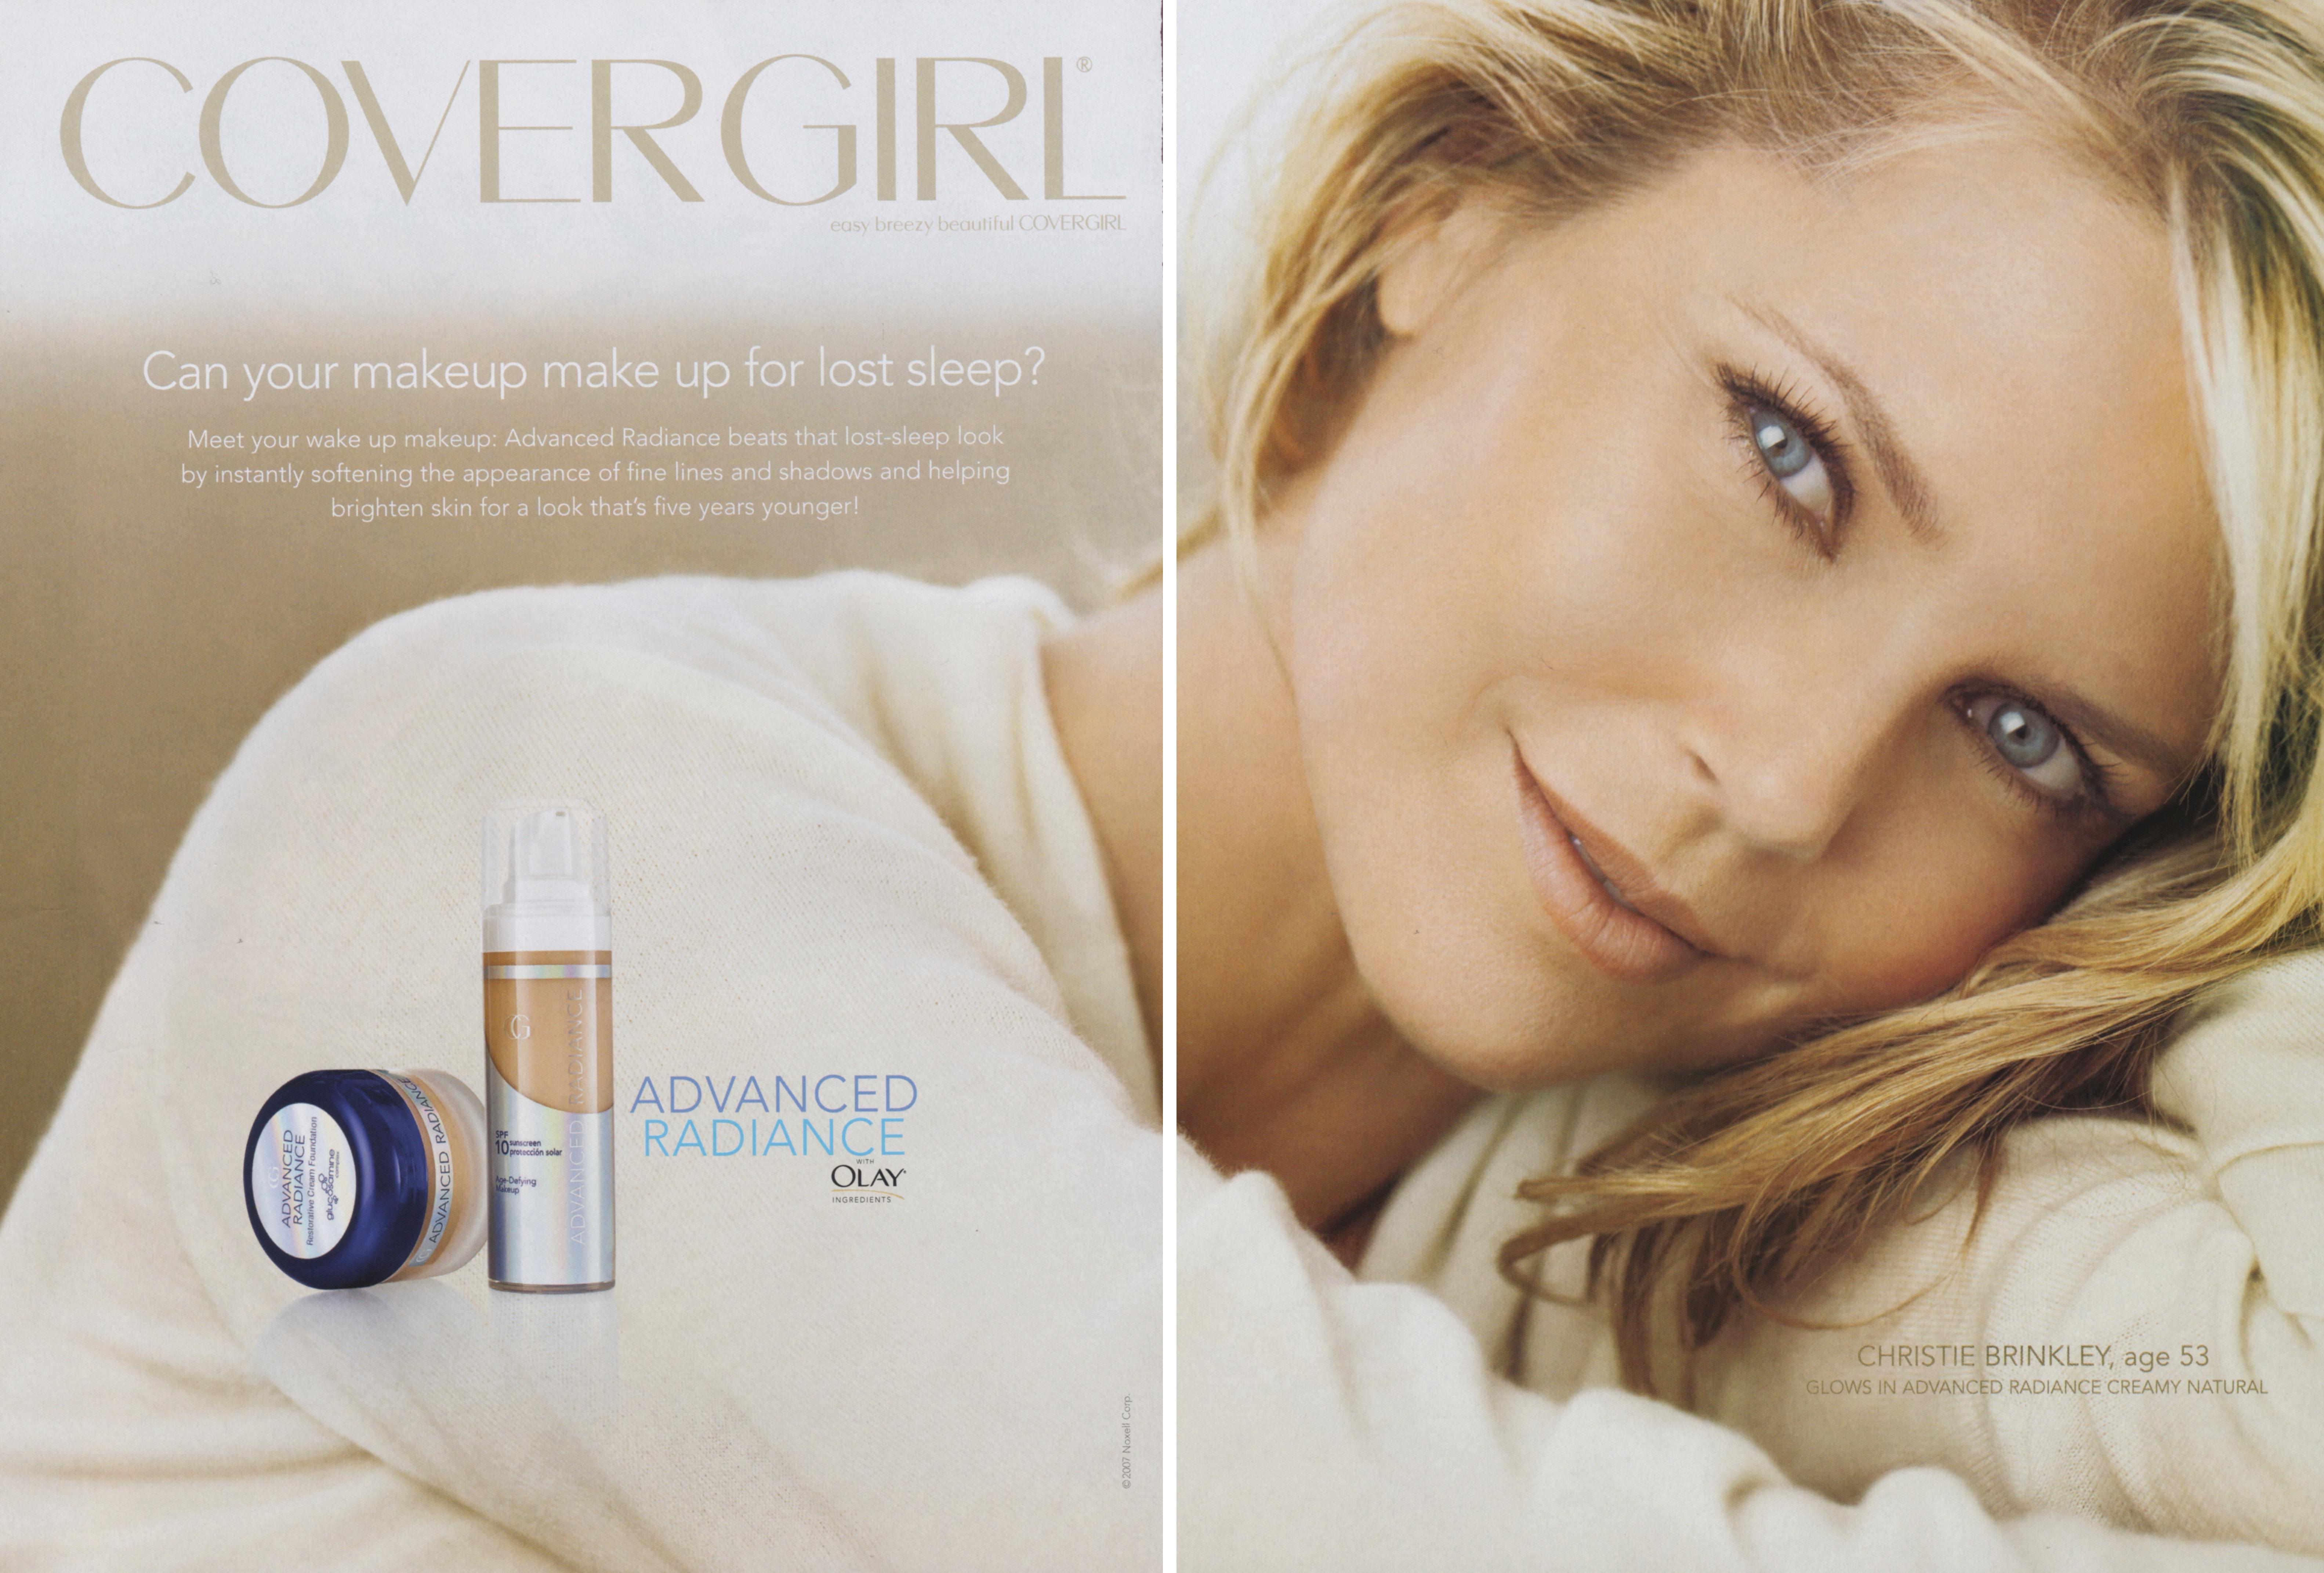 COVERGIRL®
easy breezy beautiful COVERGIRL
Can your makeup make up for lost sleep?
Meet your wake up makeup: Advanced Radiance beats that lost-sleep look
by instantly softening the appearance of fine lines and shadows and helping
brighten skin for a look that's five years younger!
ADVANCED
RADIANCE
Restorative Cream Foundation
glucosamine
ADVANCED RADIANCE
CG
ADVANCED RADIANCE
SPF
10 sunscreen
protección solar
Age-Defying
Makeup
ADVANCED
RADIANCE
WITH
OLAY
INGREDIENTS
©2007 Noxell Corp.
CHRISTIE BRINKLEY, age 53
GLOWS IN ADVANCED RADIANCE CREAMY NATURAL